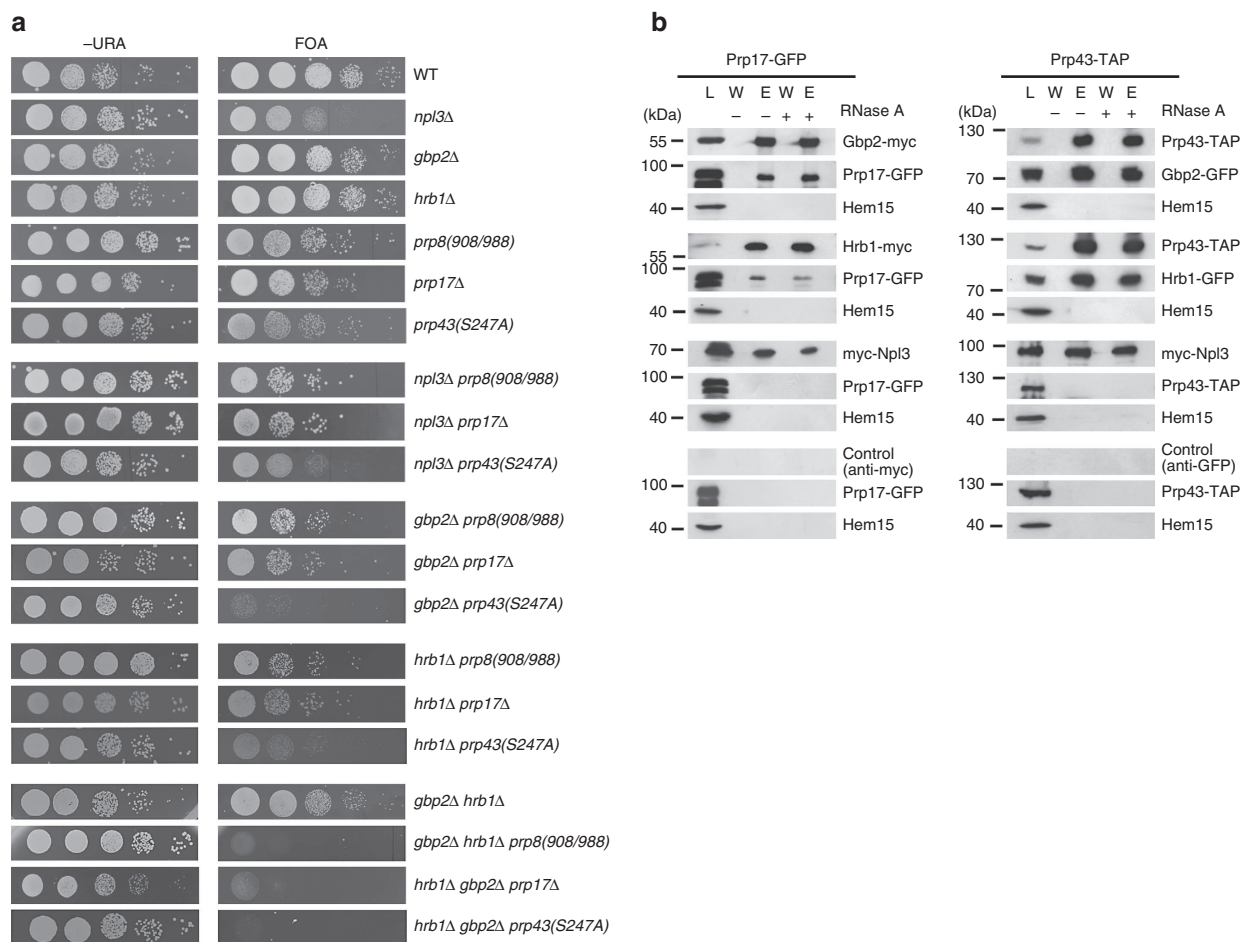 a
–URA FOA
WT
npl3Δ
gbp2Δ
hrb1Δ
prp8(908/988)
prp17Δ
prp43(S247A)
npl3Δ prp8(908/988)
npl3Δ prp17Δ
npl3Δ prp43(S247A)
gbp2Δ prp8(908/988)
gbp2Δ prp17Δ
gbp2Δ prp43(S247A)
hrb1Δ prp8(908/988)
hrb1Δ prp17Δ
hrb1Δ prp43(S247A)
gbp2Δ hrb1Δ
gbp2Δ hrb1Δ prp8(908/988)
hrb1Δ gbp2Δ prp17Δ
hrb1Δ gbp2Δ prp43(S247A)
b
Prp17-GFP
L W E W E
(kDa) – – + + RNase A
55 Gbp2-myc
100 Prp17-GFP
40 Hem15
55 Hrb1-myc
100 Prp17-GFP
40 Hem15
70 myc-Npl3
100 Prp17-GFP
40 Hem15
Control
(anti-myc)
100 Prp17-GFP
40 Hem15
Prp43-TAP
L W E W E
(kDa) – – + + RNase A
130 Prp43-TAP
70 Gbp2-GFP
40 Hem15
130 Prp43-TAP
70 Hrb1-GFP
40 Hem15
100 myc-Npl3
130 Prp43-TAP
40 Hem15
Control
(anti-GFP)
130 Prp43-TAP
40 Hem15